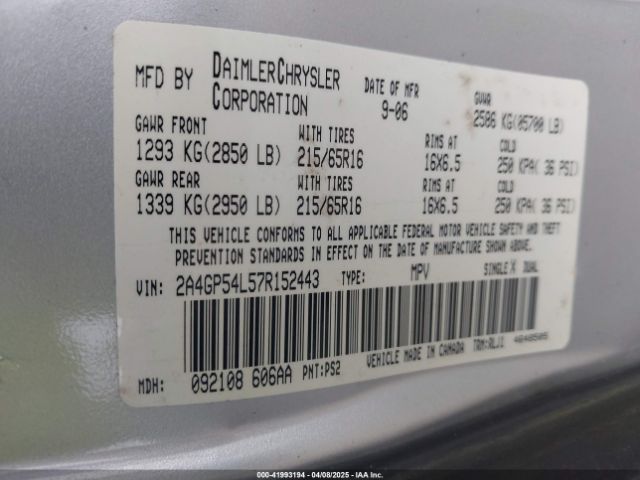 MFD BY DAIMLERCHRYSLER CORPORATION
DATE OF MFR 9-06
GVWR 2586 KG(05700 LB)
GAWR FRONT WITH TIRES RIMS AT COLD
1293 KG(2850 LB) 215/65R16 16X6.5 250 KPA( 36 PSI)
GAWR REAR WITH TIRES RIMS AT COLD
1339 KG(2950 LB) 215/65R16 16X6.5 250 KPA( 36 PSI)
THIS VEHICLE CONFORMS TO ALL APPLICABLE FEDERAL MOTOR VEHICLE SAFETY AND THEFT
PREVENTION STANDARDS IN EFFECT ON THE DATE OF MANUFACTURE SHOWN ABOVE.
VIN: 2A4GP54L57R152443 TYPE: MPV SINGLE X DUAL
MDH: 092108 606AA PNT:PS2 VEHICLE MADE IN CANADA TRM:RLJ1 4648505
000-41993194 - 04/08/2025 - IAA Inc.